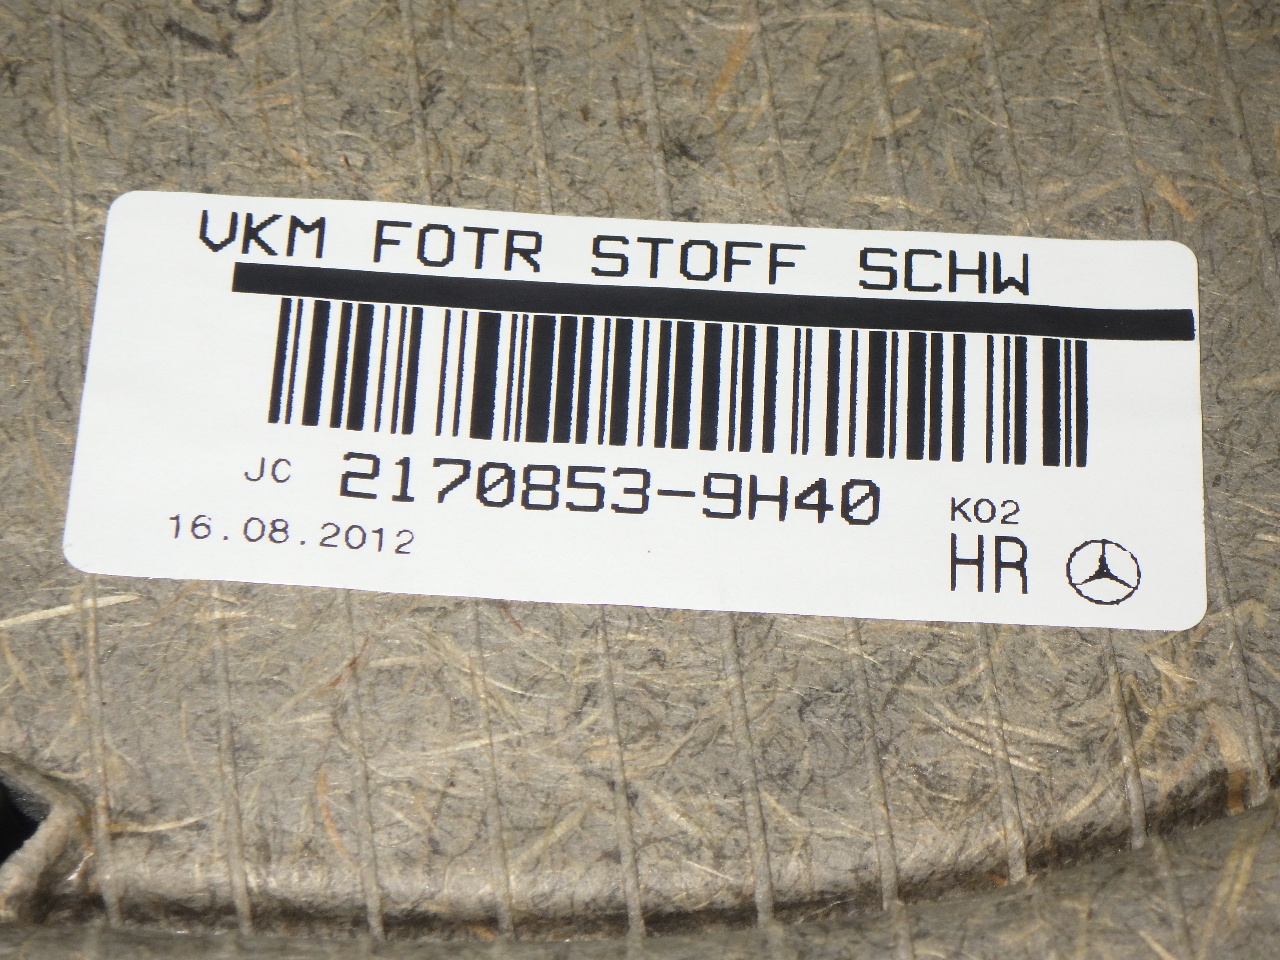 VKM FOTR STOFF SCHW
JC 2170853-9H40 K02
16.08.2012 HR